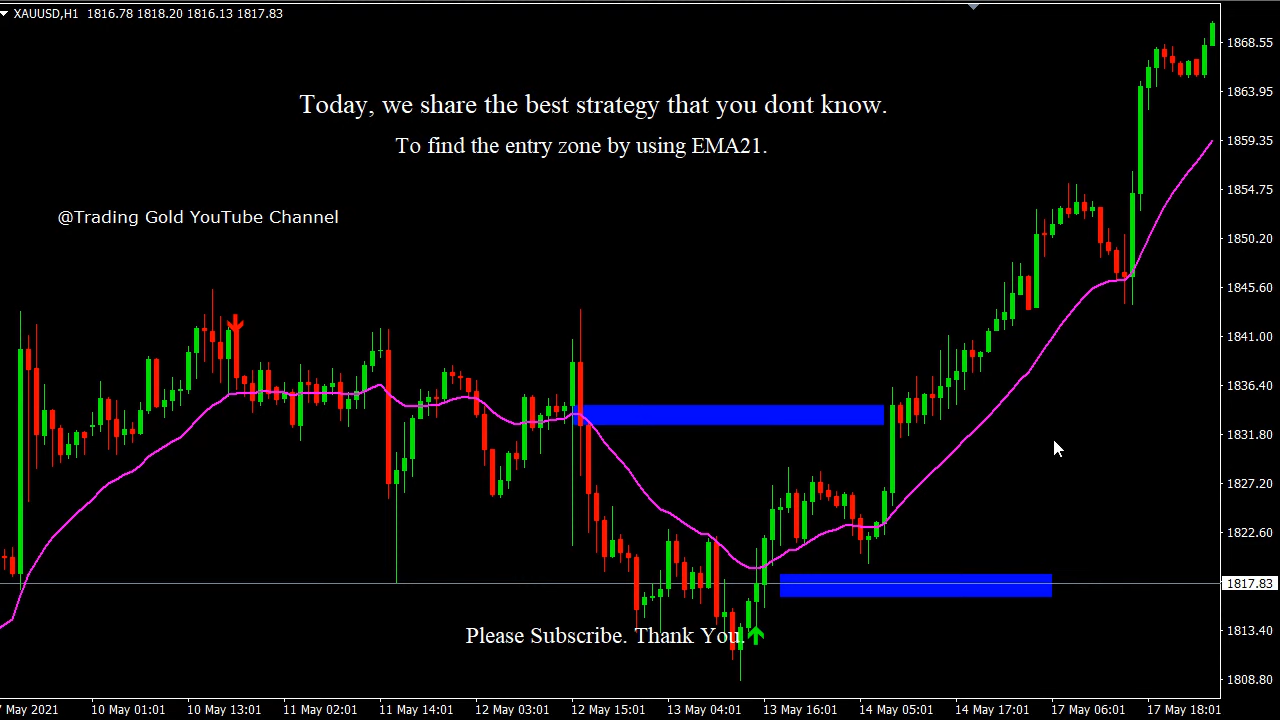 XAUUSD,H1 1816.78 1818.20 1816.13 1817.83
1868.55
Today, we share the best strategy that you dont know.
1863.95
To find the entry zone by using EMA21.
1859.35
1854.75
@Trading Gold YouTube Channel
1850.20
1845.60
1841.00
1836.40
1831.80
1827.20
1822.60
1817.83
Please Subscribe. Thank You.
1813.40
1808.80
7 May 2021 10 May 01:01 10 May 13:01 11 May 02:01 11 May 14:01 12 May 03:01 12 May 15:01 13 May 04:01 13 May 16:01 14 May 05:01 14 May 17:01 17 May 06:01 17 May 18:01